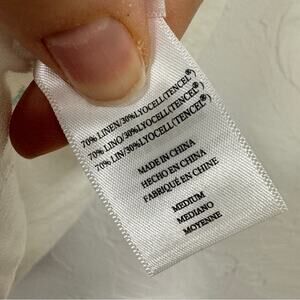 70% LINEN/30%LYOCELL(TENCEL®)
70% LINO/30%LYOCELL(TENCEL®)
70% LIN/30%LYOCELL(TENCEL®)
MADE IN CHINA
HECHO EN CHINA
FABRIQUÉ EN CHINE
MEDIUM
MEDIANO
MOYENNE